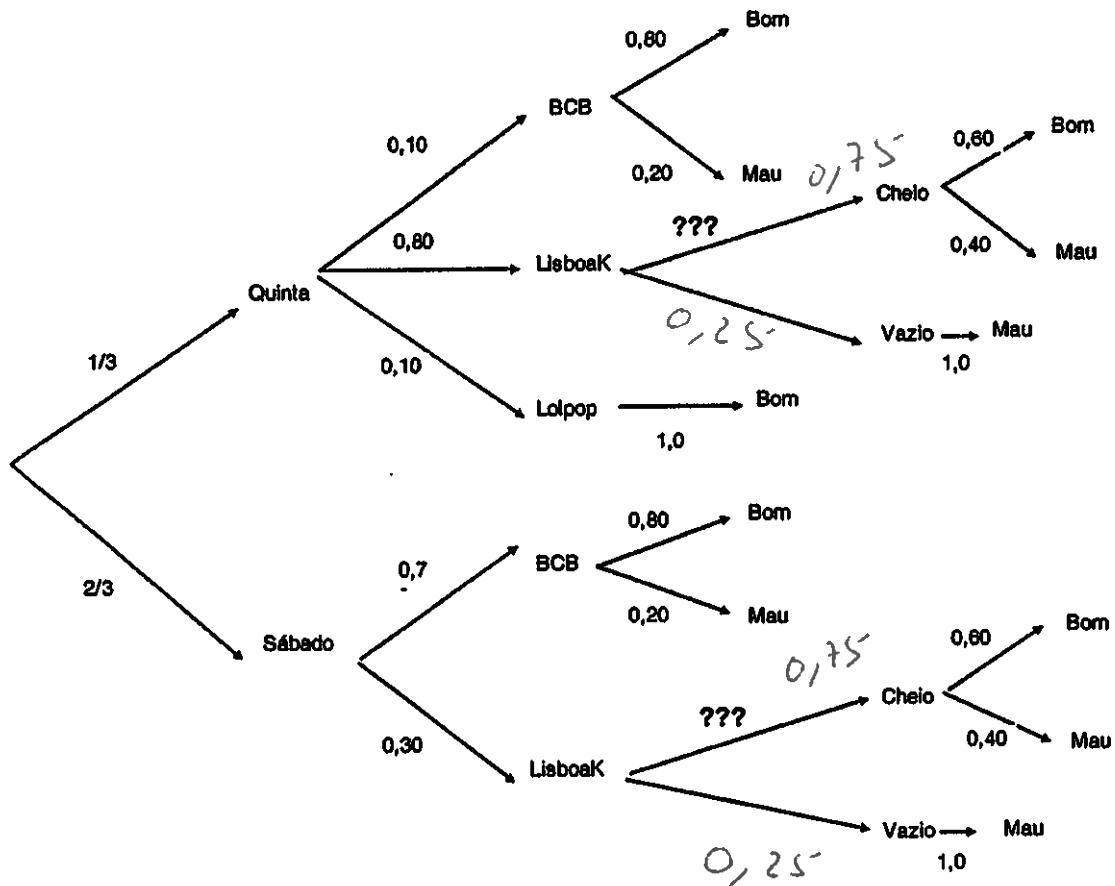 Bom
0,80
BCB
0,10
0,20
Mau
0,75
0,60
Bom
Cheio
???
0,40
Mau
0,80
LisboaK
Quinta
0,25
Vazio
Mau
1,0
1/3
0,10
Lolpop
Bom
1,0
0,80
Bom
0,7
BCB
2/3
0,20
Mau
Sábado
0,75
0,60
Bom
Cheio
???
0,40
Mau
0,30
LisboaK
Vazio
Mau
0,25
1,0